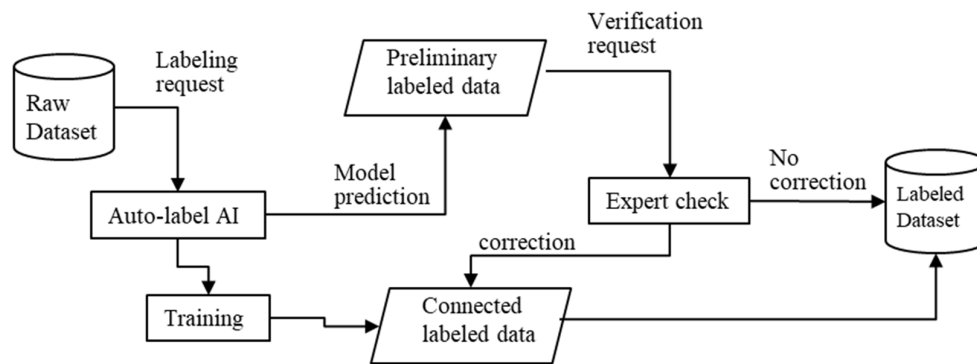 Raw
Dataset
Labeling
request
Auto-label AI
Model
prediction
Preliminary
labeled data
Verification
request
Expert check
No
correction
Labeled
Dataset
correction
Training
Connected
labeled data